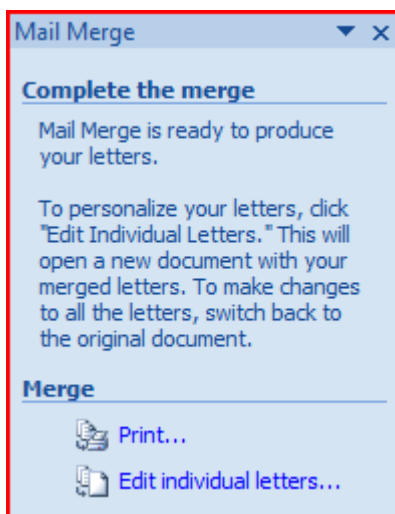 Mail Merge
Complete the merge
Mail Merge is ready to produce
your letters.
To personalize your letters, click
"Edit Individual Letters." This will
open a new document with your
merged letters. To make changes
to all the letters, switch back to
the original document.
Merge
Print...
Edit individual letters...